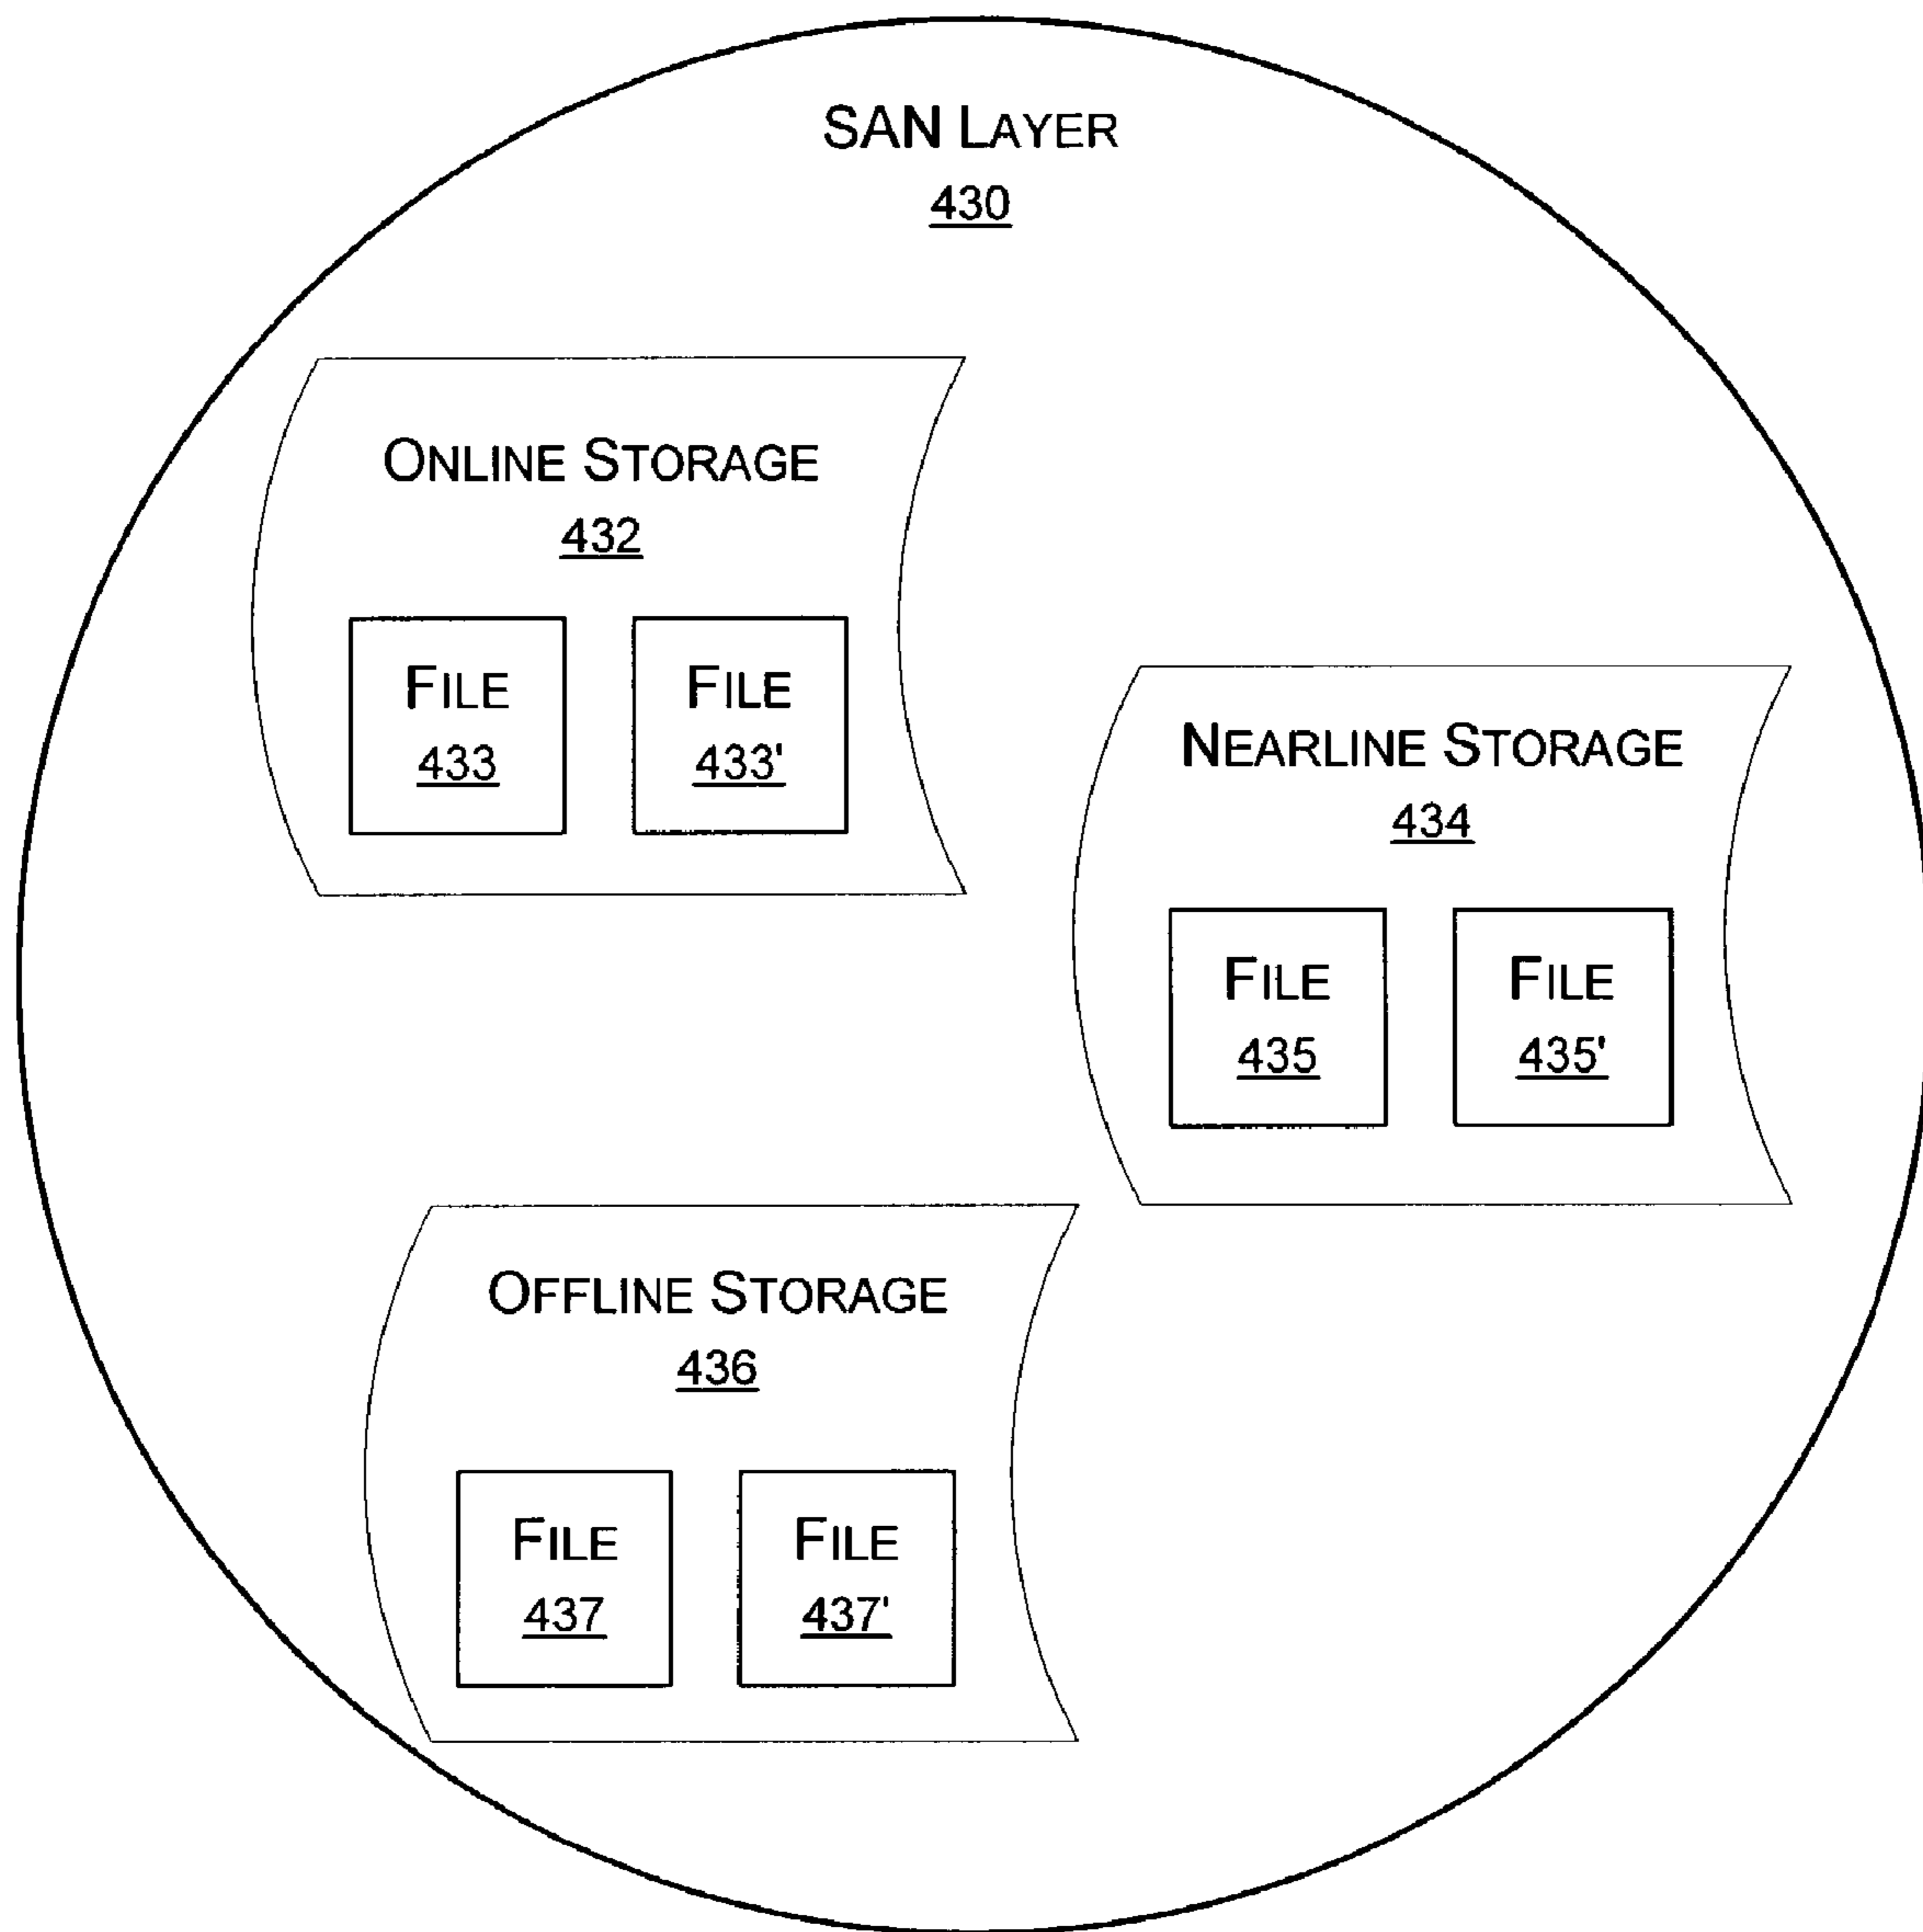 SAN LAYER
430
ONLINE STORAGE
432
FILE
433
FILE
433'
NEARLINE STORAGE
434
FILE
435
FILE
435'
OFFLINE STORAGE
436
FILE
437
FILE
437'